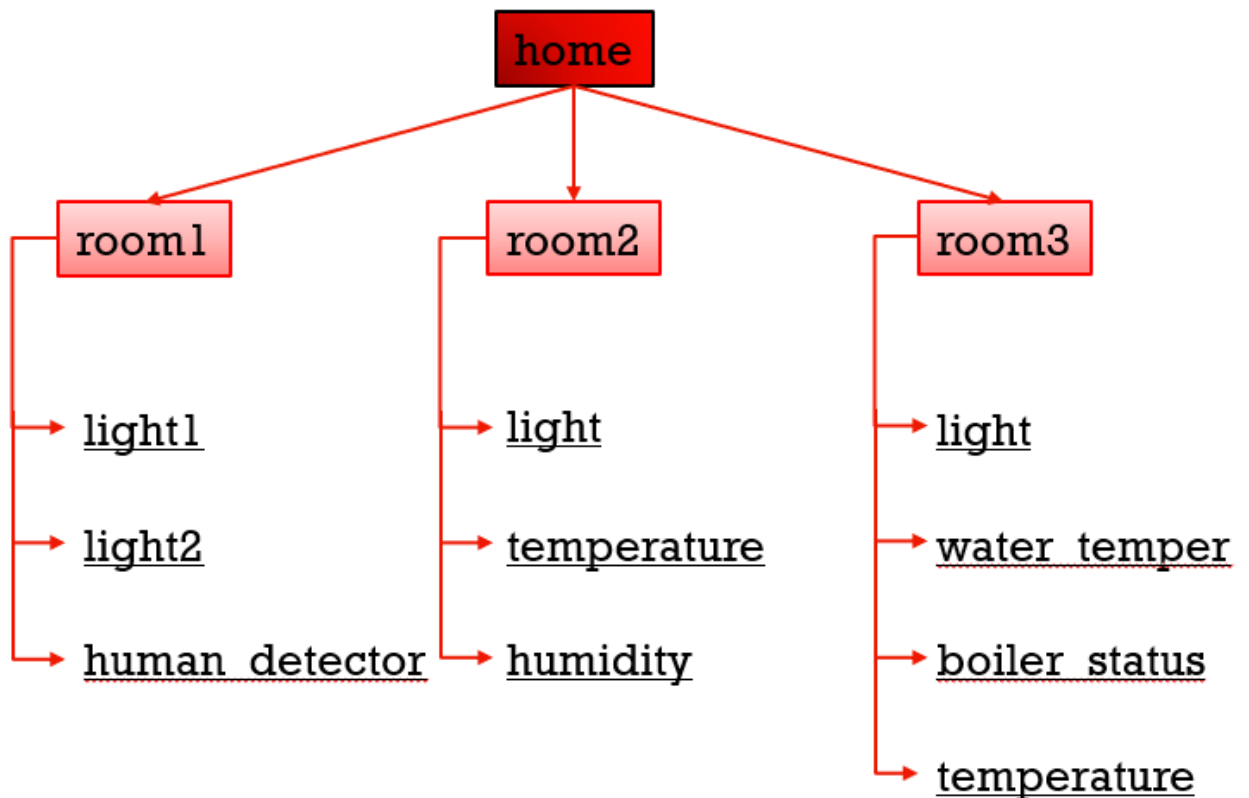 home
room1
room2
room3
light1
light2
human_detector
light
temperature
humidity
light
water_temper
boiler_status
temperature